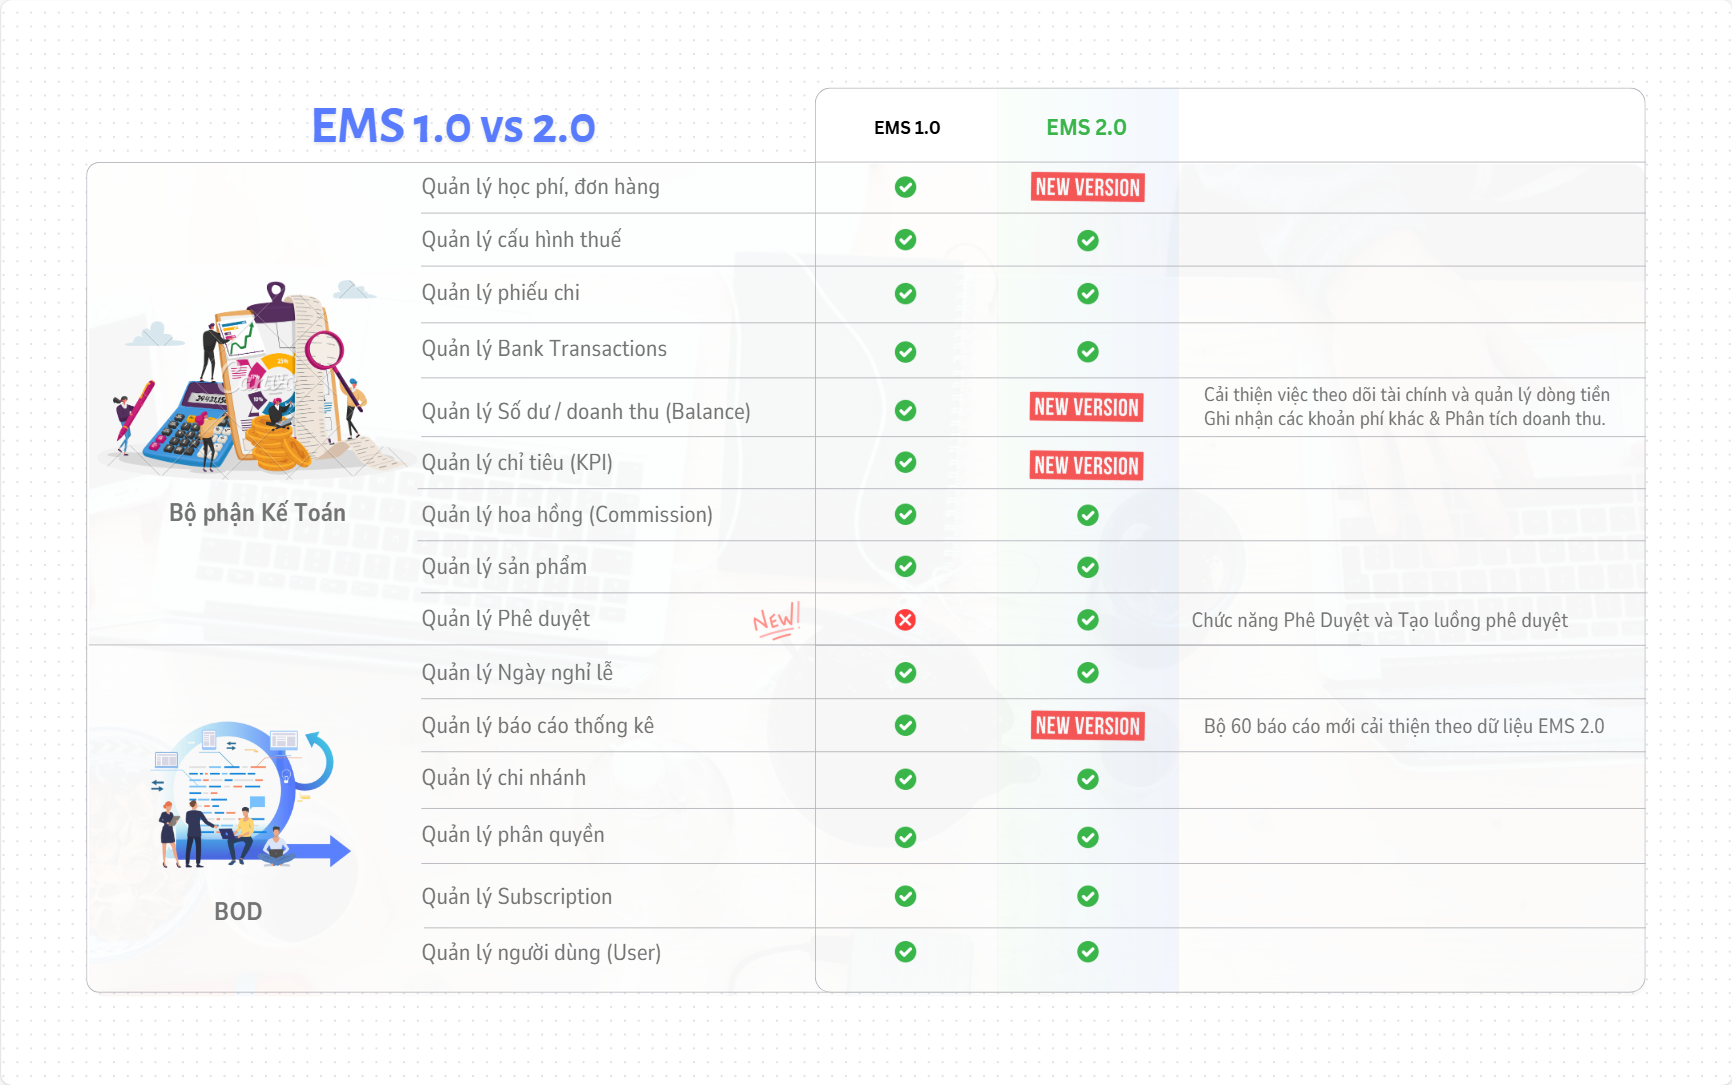 EMS 1.0 vs 2.0
EMS 1.0
EMS 2.0
Quản lý học phí, đơn hàng
NEW VERSION
Quản lý cấu hình thuế
Quản lý phiếu chi
Quản lý Bank Transactions
Quản lý Số dư / doanh thu (Balance)
NEW VERSION
Cải thiện việc theo dõi tài chính và quản lý dòng tiền
Ghi nhận các khoản phí khác & Phân tích doanh thu.
Quản lý chỉ tiêu (KPI)
NEW VERSION
Bộ phận Kế Toán
Quản lý hoa hồng (Commission)
Quản lý sản phẩm
Quản lý Phê duyệt
NEW!
Chức năng Phê Duyệt và Tạo luồng phê duyệt
Quản lý Ngày nghỉ lễ
Quản lý báo cáo thống kê
NEW VERSION
Bộ 60 báo cáo mới cải thiện theo dữ liệu EMS 2.0
Quản lý chi nhánh
Quản lý phân quyền
Quản lý Subscription
BOD
Quản lý người dùng (User)